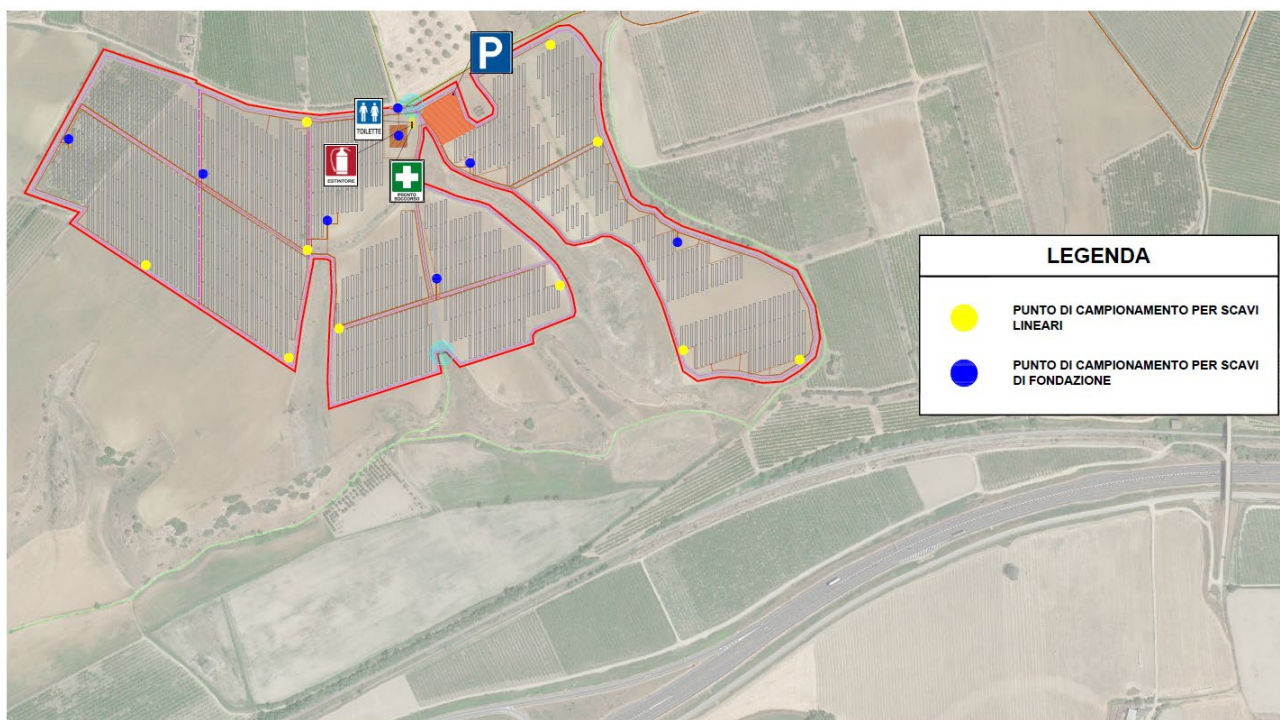 P
TOILETTE
ESTINTORE
PRONTO
SOCCORSO
LEGENDA
PUNTO DI CAMPIONAMENTO PER SCAVI
LINEARI
PUNTO DI CAMPIONAMENTO PER SCAVI
DI FONDAZIONE